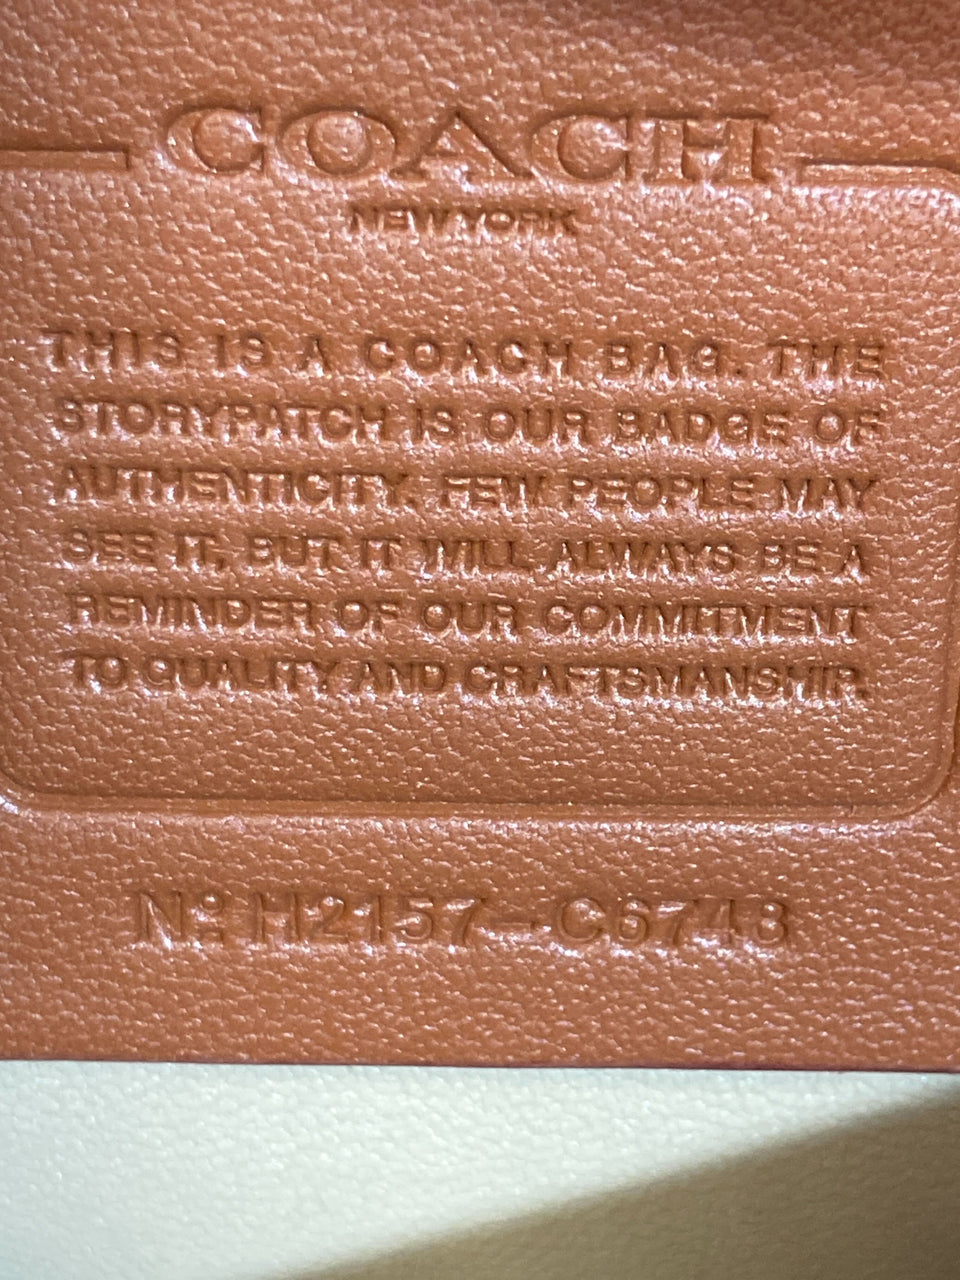 COACH
NEW YORK
THIS IS A COACH BAG. THE
STORYPATCH IS OUR BADGE OF
AUTHENTICITY. FEW PEOPLE MAY
SEE IT, BUT IT WILL ALWAYS BE A
REMINDER OF OUR COMMITMENT
TO QUALITY AND CRAFTSMANSHIP.
Nº H2157-C6748